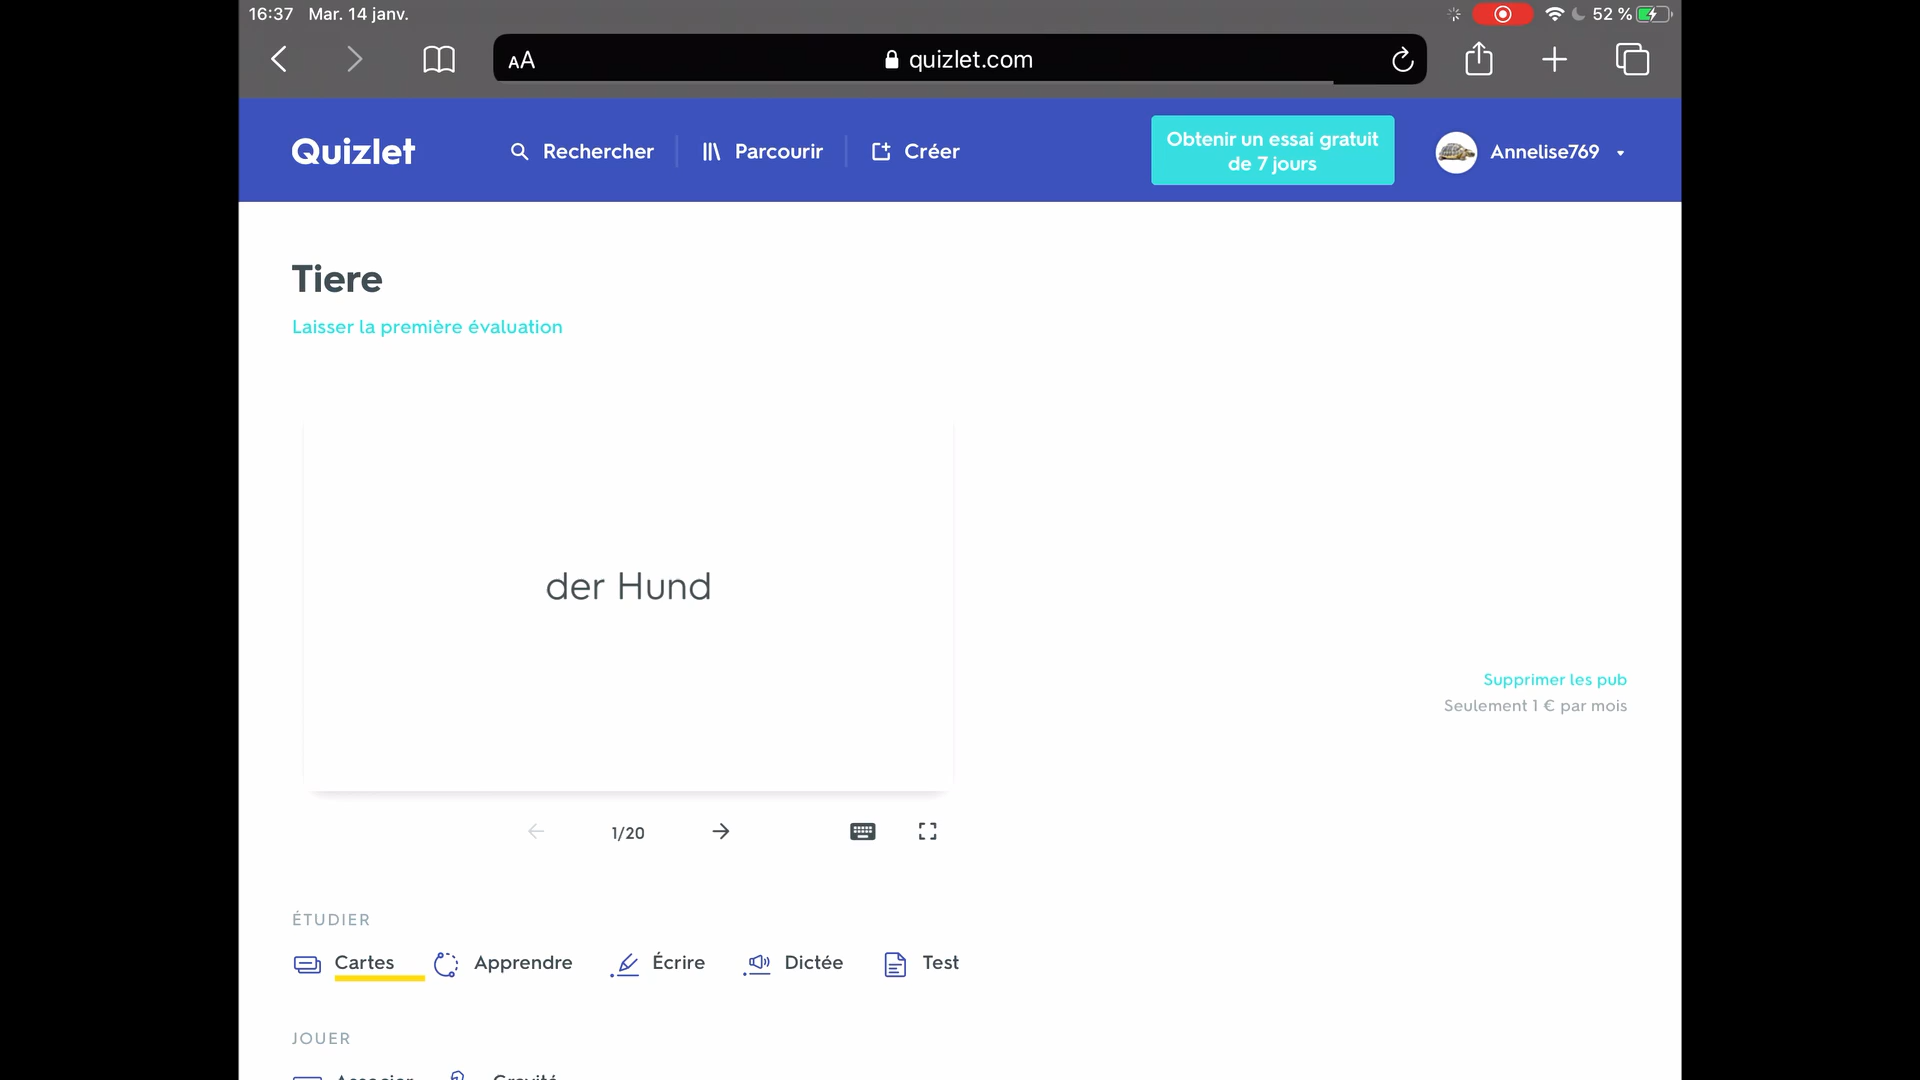 16:37 Mar. 14 janv.
52 %
AA
quizlet.com
Quizlet
Rechercher
Parcourir
Créer
Obtenir un essai gratuit
de 7 jours
Annelise769
Tiere
Laisser la première évaluation
der Hund
Supprimer les pub
Seulement 1 € par mois
1/20
ÉTUDIER
Cartes
Apprendre
Écrire
Dictée
Test
JOUER
Associer
Gravité